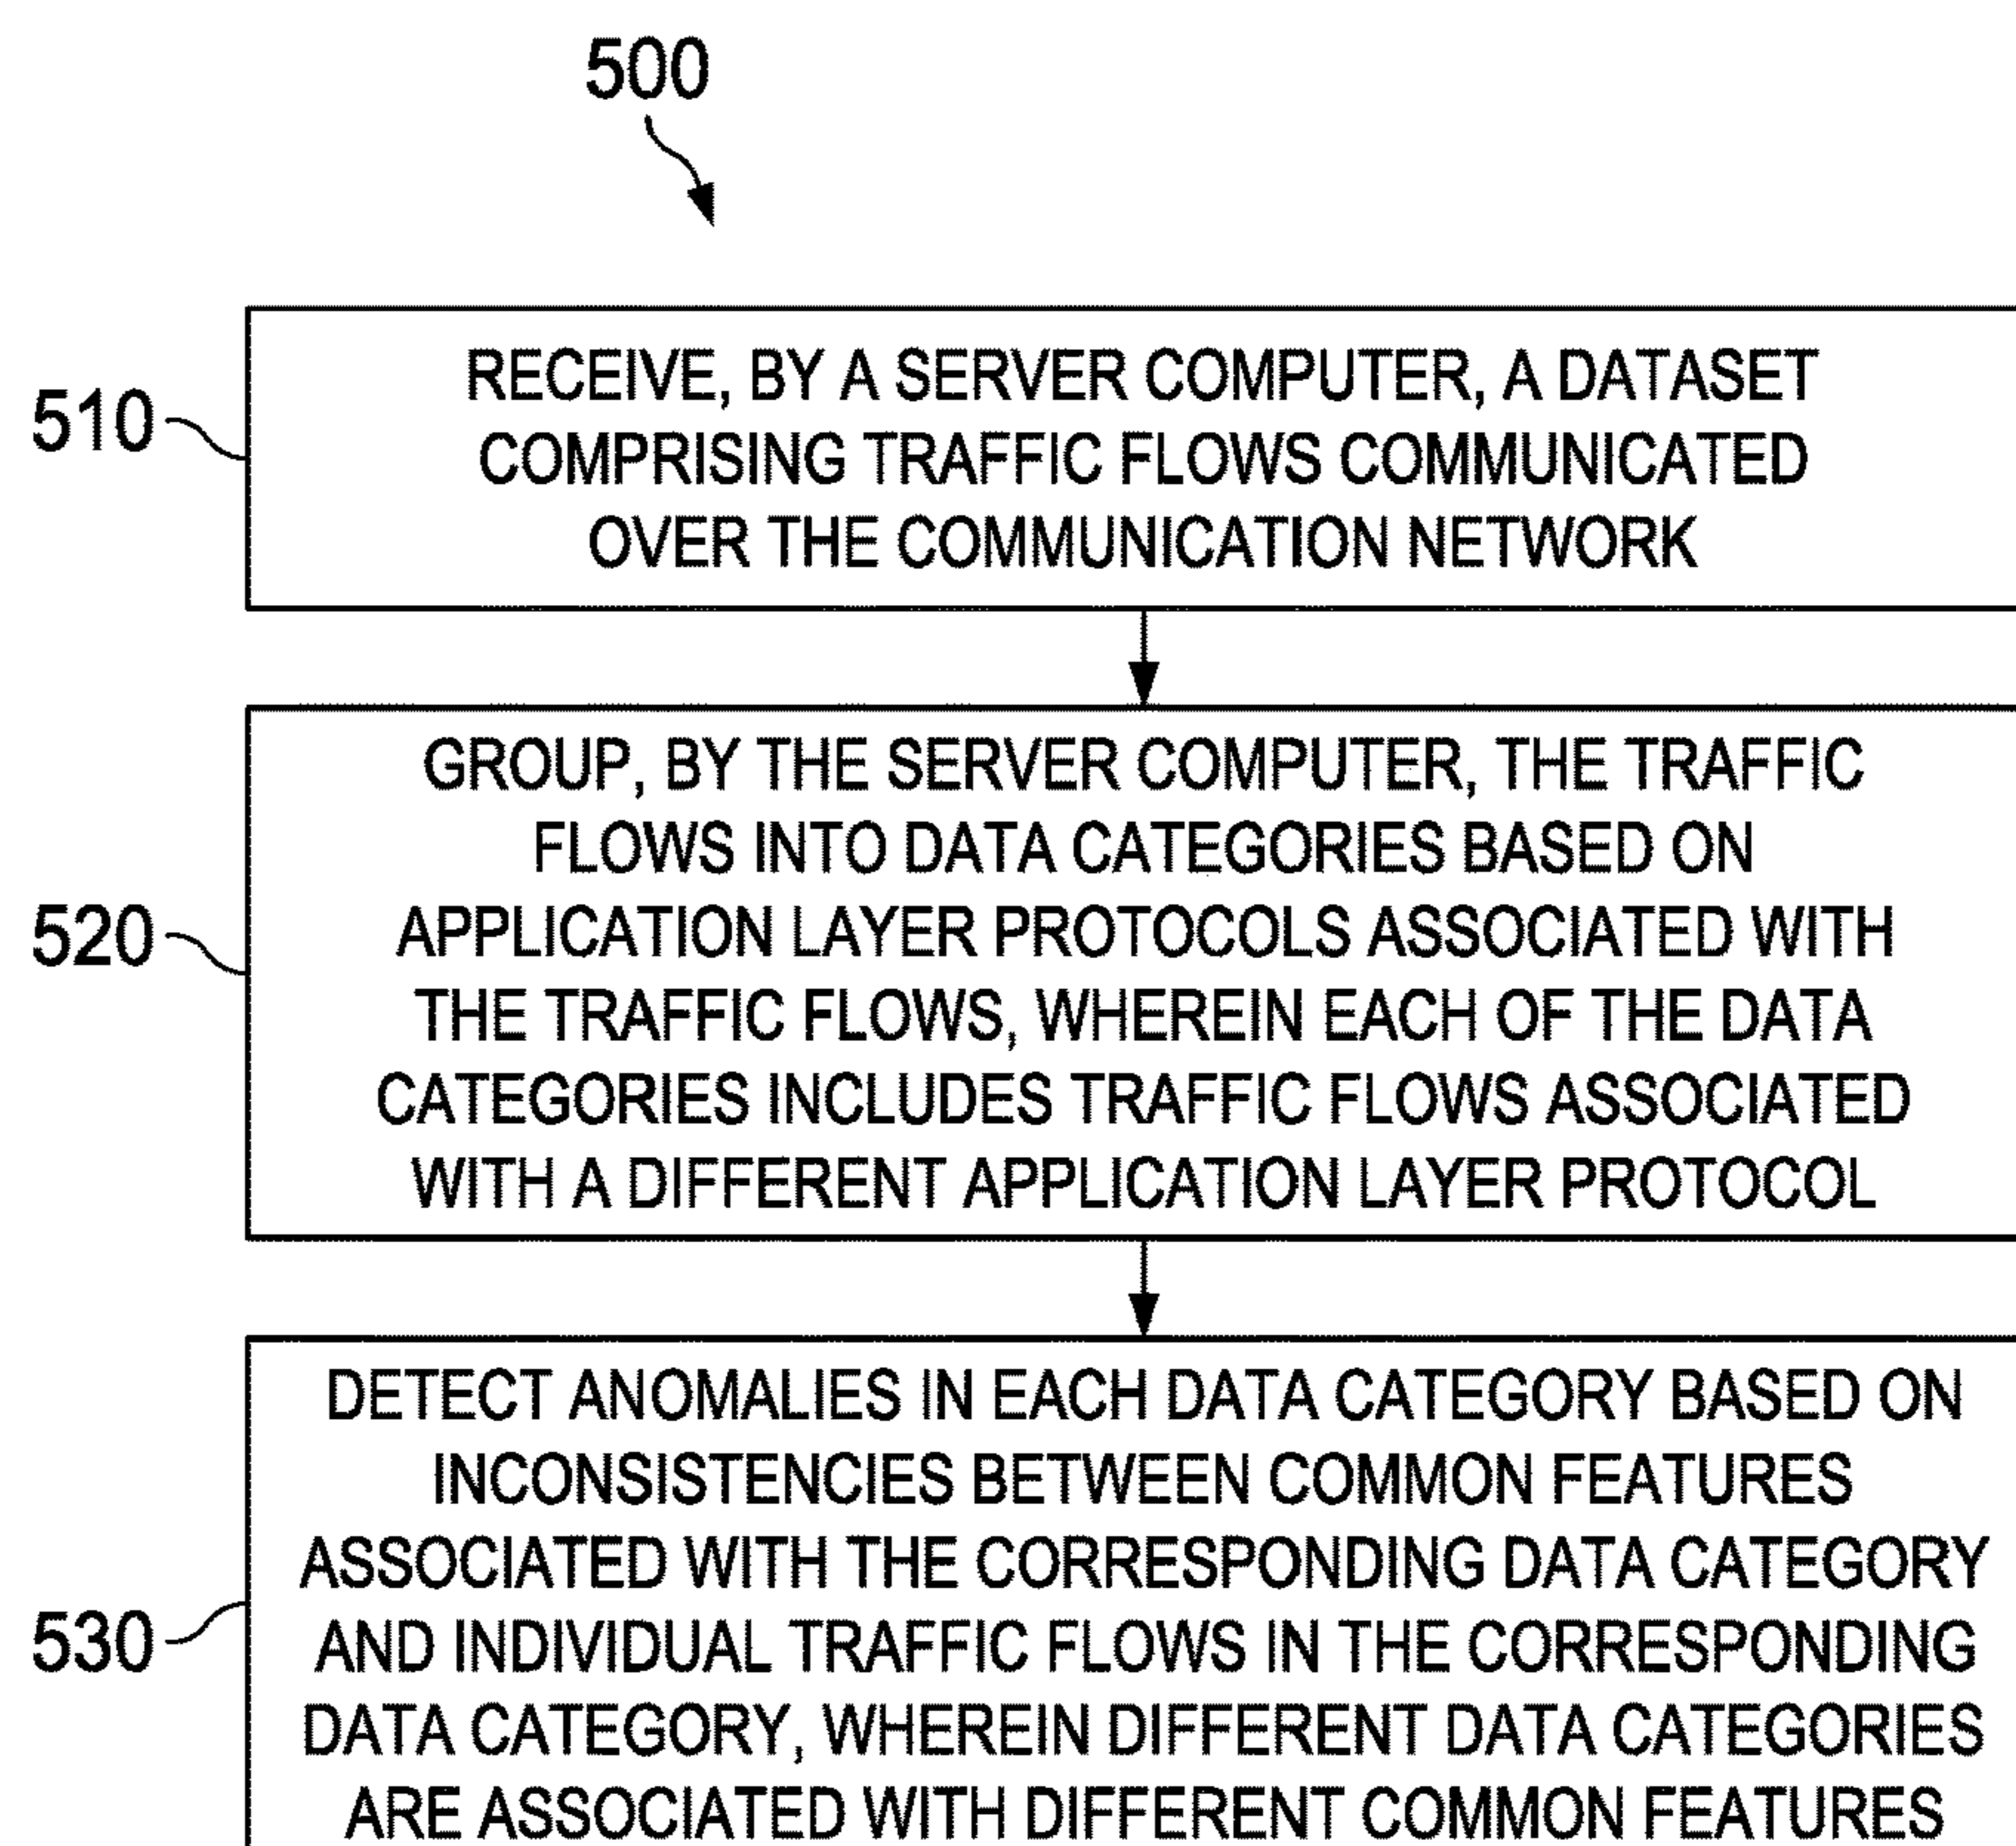 500
510
RECEIVE, BY A SERVER COMPUTER, A DATASET
COMPRISING TRAFFIC FLOWS COMMUNICATED
OVER THE COMMUNICATION NETWORK
520
GROUP, BY THE SERVER COMPUTER, THE TRAFFIC
FLOWS INTO DATA CATEGORIES BASED ON
APPLICATION LAYER PROTOCOLS ASSOCIATED WITH
THE TRAFFIC FLOWS, WHEREIN EACH OF THE DATA
CATEGORIES INCLUDES TRAFFIC FLOWS ASSOCIATED
WITH A DIFFERENT APPLICATION LAYER PROTOCOL
530
DETECT ANOMALIES IN EACH DATA CATEGORY BASED ON
INCONSISTENCIES BETWEEN COMMON FEATURES
ASSOCIATED WITH THE CORRESPONDING DATA CATEGORY
AND INDIVIDUAL TRAFFIC FLOWS IN THE CORRESPONDING
DATA CATEGORY, WHEREIN DIFFERENT DATA CATEGORIES
ARE ASSOCIATED WITH DIFFERENT COMMON FEATURES